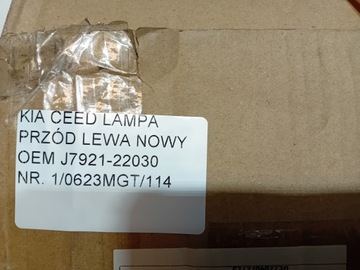 KIA CEED LAMPA
PRZÓD LEWA NOWY
OEM J7921-22030
NR. 1/0623MGT/114